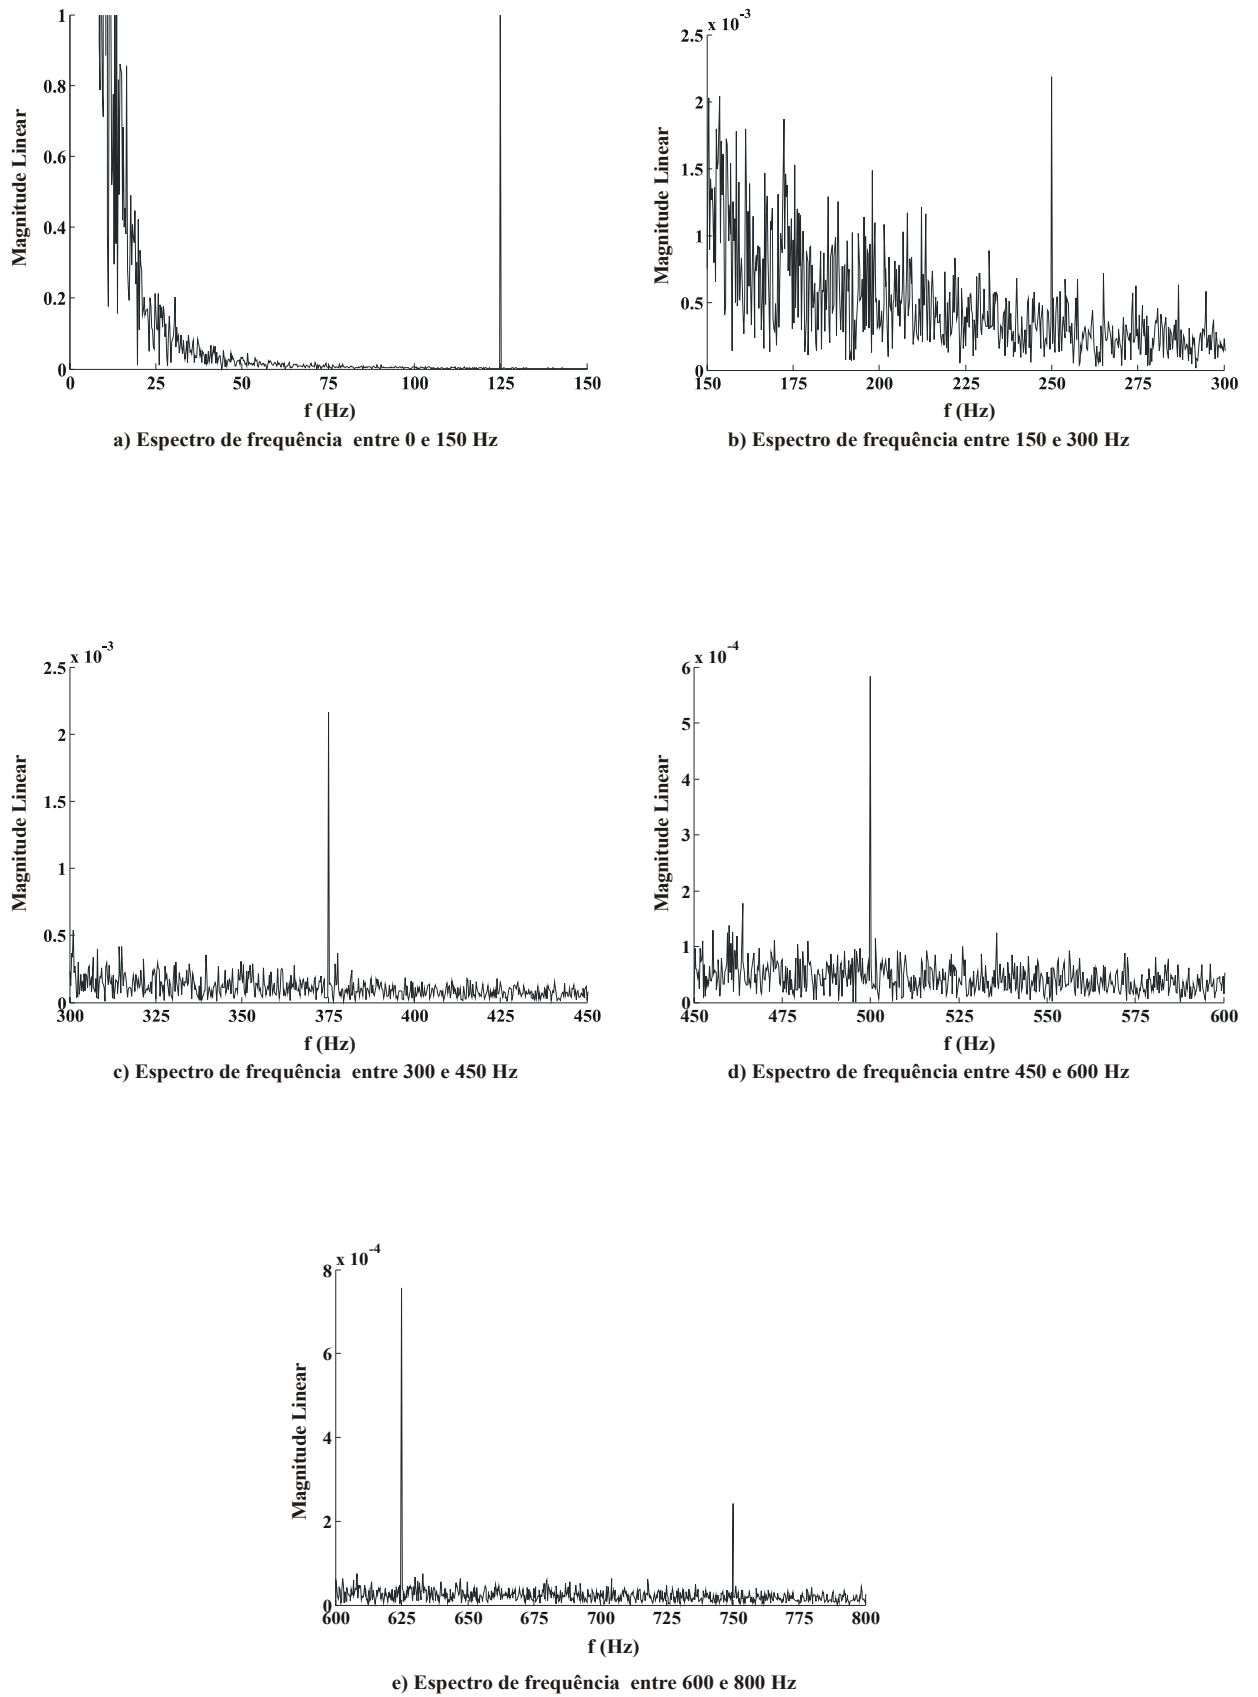 1
0.8
0.6
0.4
0.2
0
Magnitude Linear
0 25 50 75 100 125 150
f (Hz)
a) Espectro de frequência entre 0 e 150 Hz
x 10-3
2.5
2
1.5
1
0.5
0
Magnitude Linear
150 175 200 225 250 275 300
f (Hz)
b) Espectro de frequência entre 150 e 300 Hz
x 10-3
2.5
2
1.5
1
0.5
0
Magnitude Linear
300 325 350 375 400 425 450
f (Hz)
c) Espectro de frequência entre 300 e 450 Hz
x 10-4
6
5
4
3
2
1
0
Magnitude Linear
450 475 500 525 550 575 600
f (Hz)
d) Espectro de frequência entre 450 e 600 Hz
x 10-4
8
6
4
2
0
Magnitude Linear
600 625 650 675 700 725 750 775 800
f (Hz)
e) Espectro de frequência entre 600 e 800 Hz